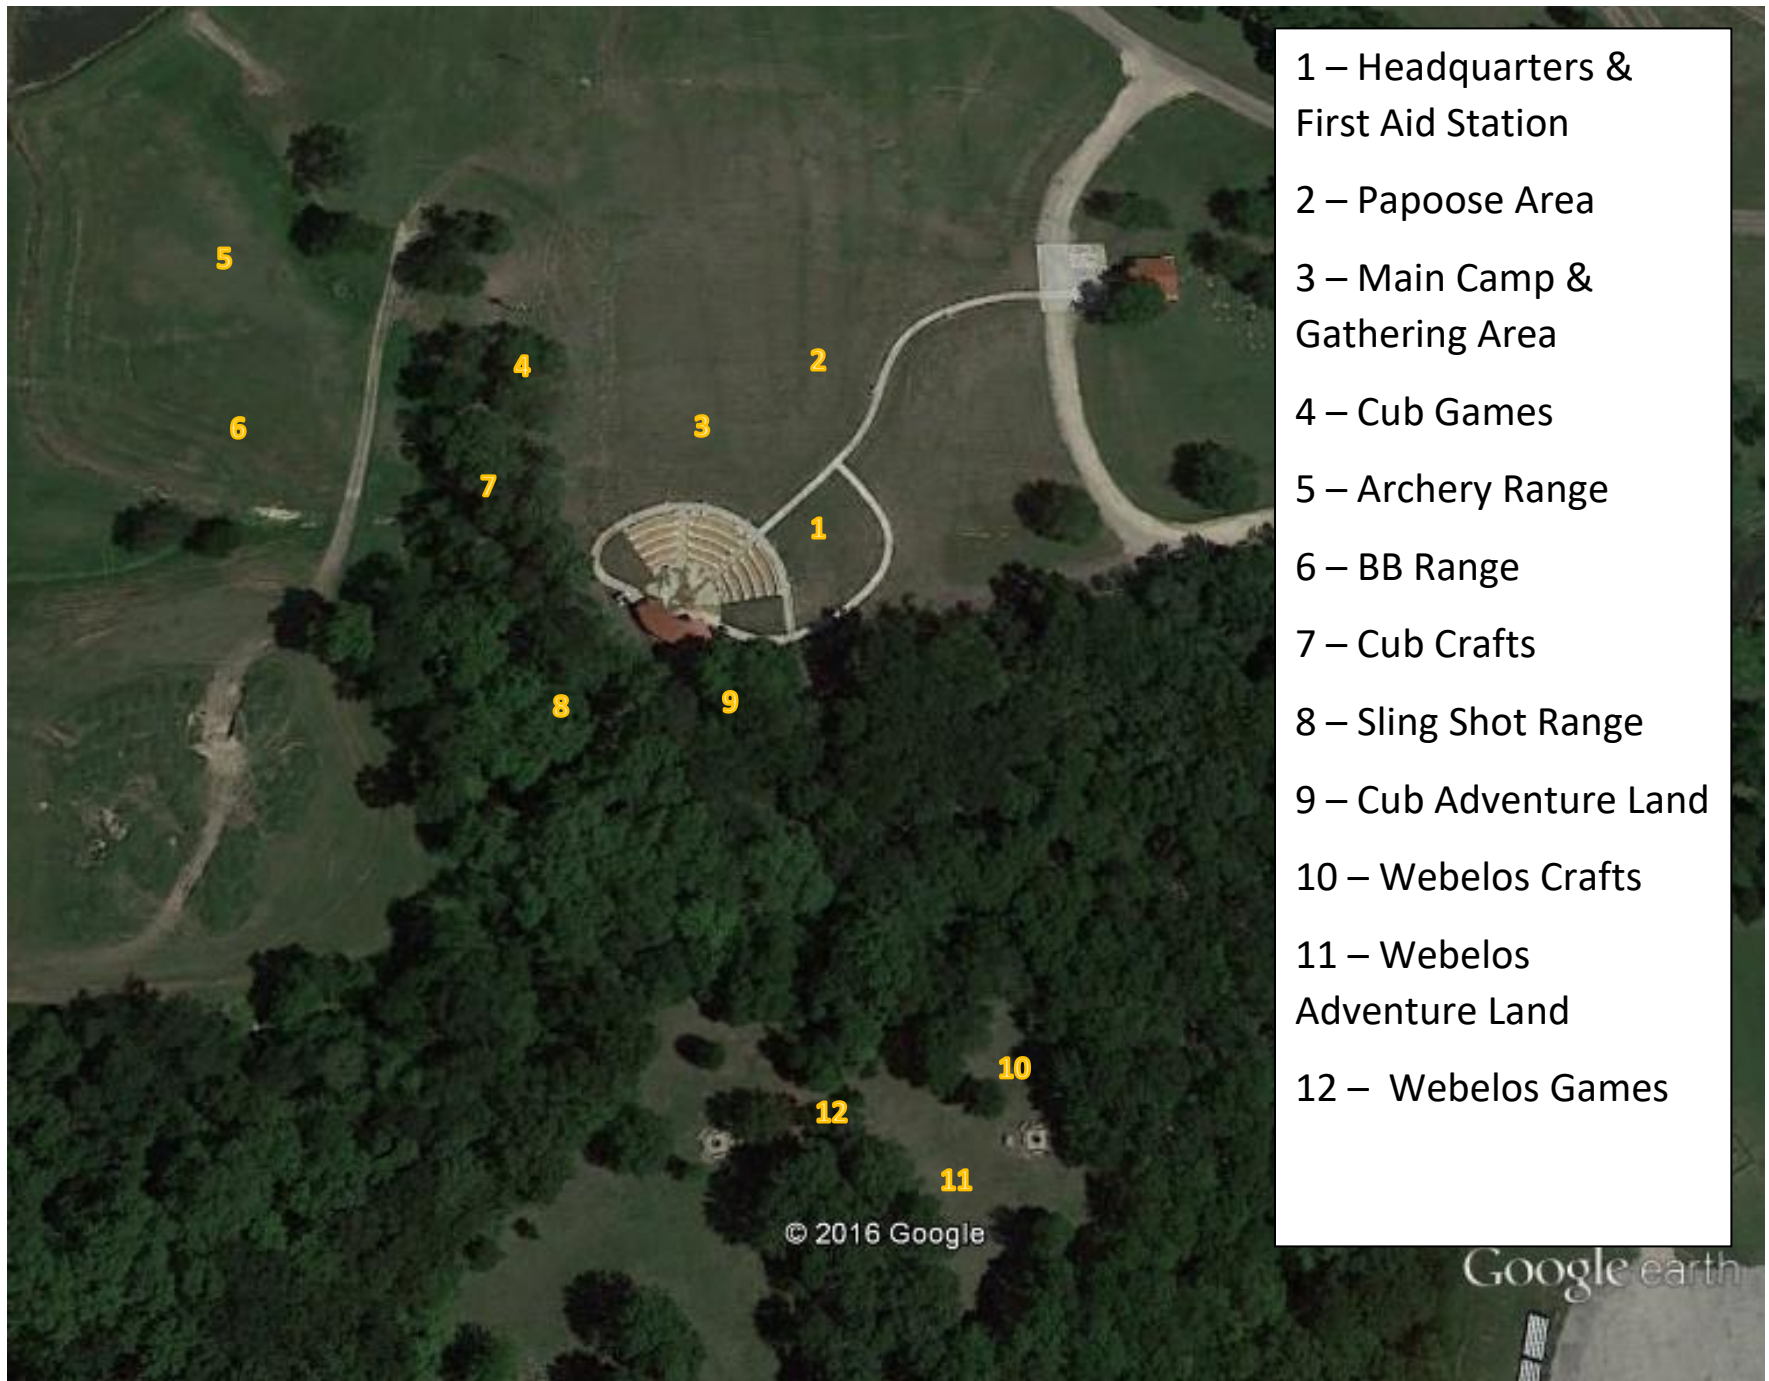 1 – Headquarters &
First Aid Station
2 – Papoose Area
3 – Main Camp &
Gathering Area
4 – Cub Games
5 – Archery Range
6 – BB Range
7 – Cub Crafts
8 – Sling Shot Range
9 – Cub Adventure Land
10 – Webelos Crafts
11 – Webelos
Adventure Land
12 – Webelos Games
5
4
2
6
3
7
1
8
9
10
12
11
© 2016 Google
Google earth